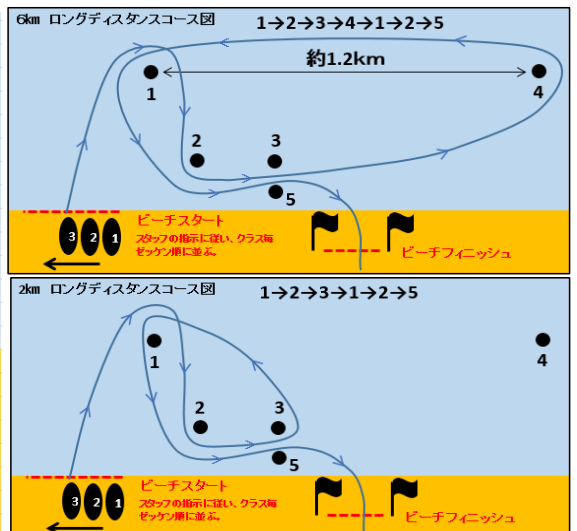 6km ロングディスタンスコース図 1→2→3→4→1→2→5
約1.2km
1
4
2
3
5
ビーチスタート
スタッフの指示に従い、クラス毎
ゼッケン順に並ぶ。
3 2 1
ビーチフィニッシュ
2km ロングディスタンスコース図 1→2→3→1→2→5
1
4
2
3
5
ビーチスタート
スタッフの指示に従い、クラス毎
ゼッケン順に並ぶ。
3 2 1
ビーチフィニッシュ